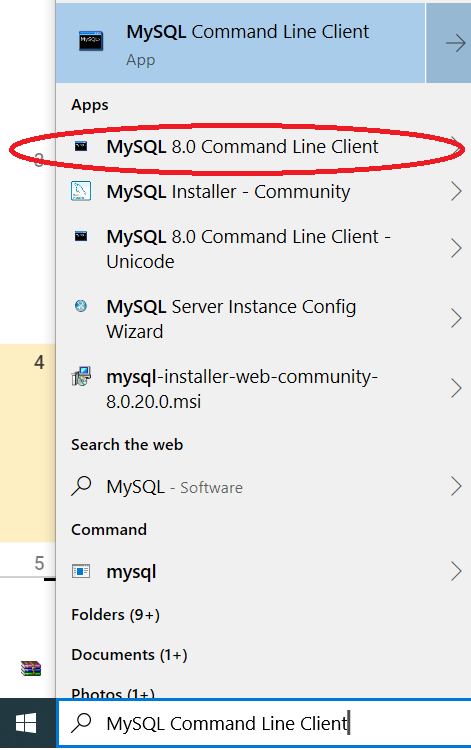 MySQL Command Line Client
App
Apps
3
MySQL 8.0 Command Line Client
MySQL Installer - Community
MySQL 8.0 Command Line Client -
Unicode
MySQL Server Instance Config
Wizard
4
mysql-installer-web-community-
8.0.20.0.msi
Search the web
MySQL - Software
Command
5
mysql
Folders (9+)
Documents (1+)
Photos (1+)
MySQL Command Line Client